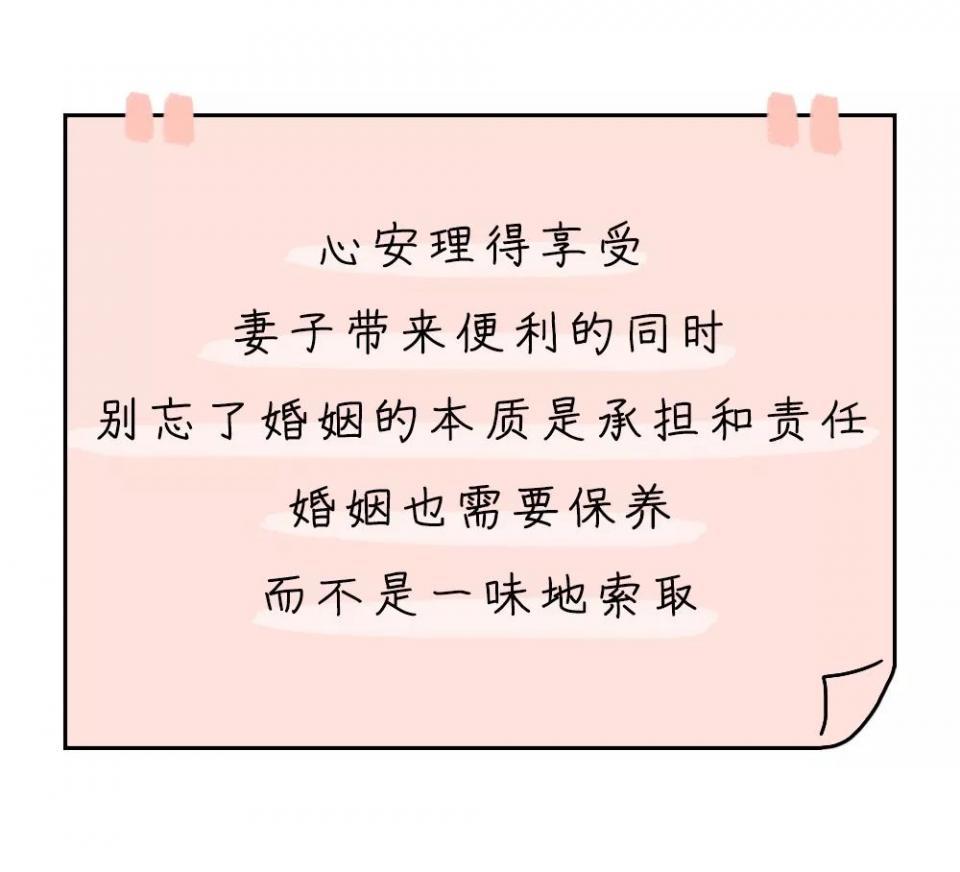 心安理得享受
妻子带来便利的同时
别忘了婚姻的本质是承担和责任
婚姻也需要保养
而不是一味地索取